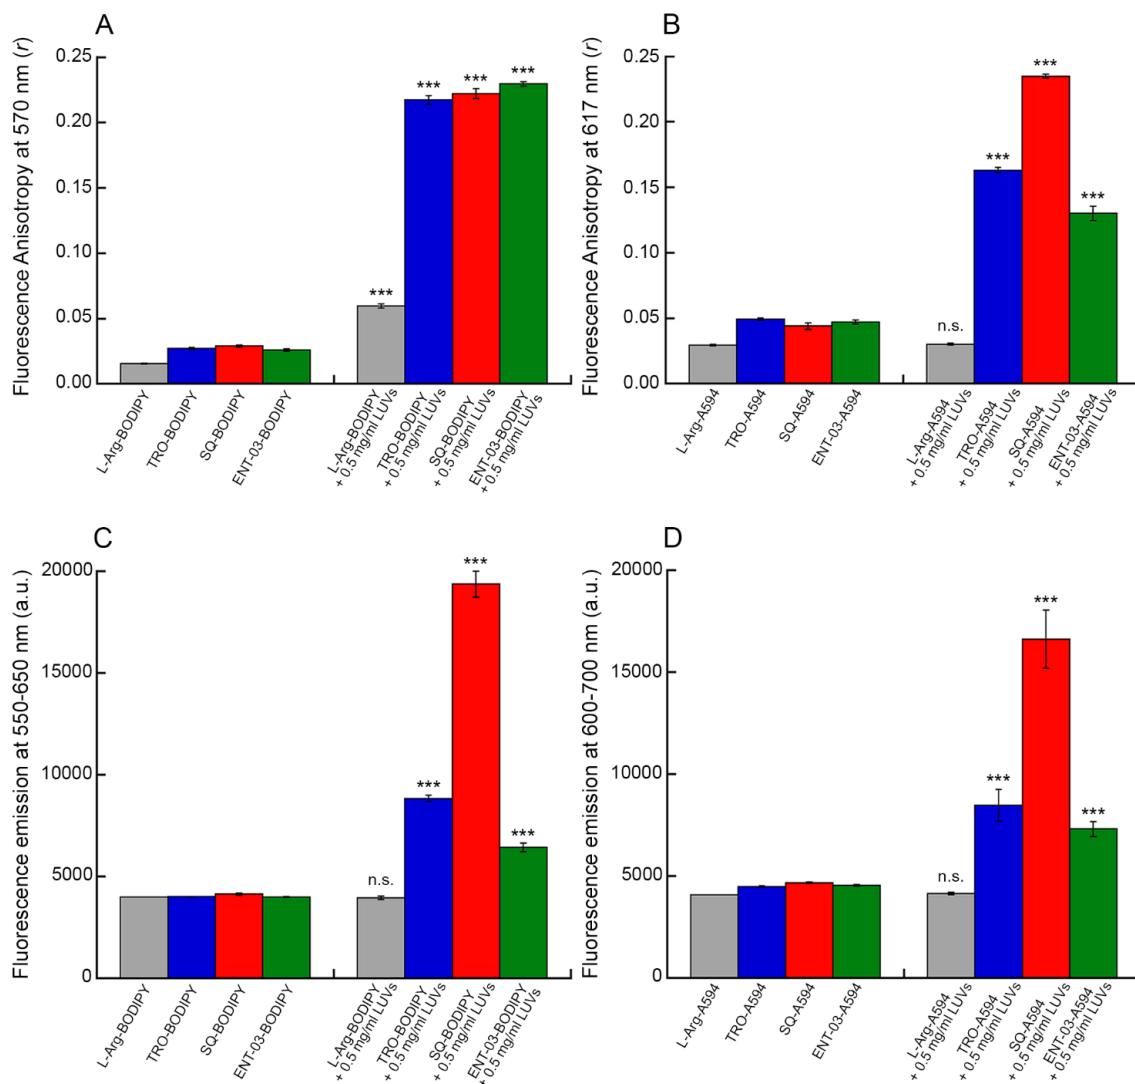 A
Fluorescence Anisotropy at 570 nm (r)
0.25
0.20
0.15
0.10
0.05
0.00
***
***
***
***
L-Arg-BODIPY
TRO-BODIPY
SQ-BODIPY
ENT-03-BODIPY
L-Arg-BODIPY
+ 0.5 mg/ml LUVs
TRO-BODIPY
+ 0.5 mg/ml LUVs
SQ-BODIPY
+ 0.5 mg/ml LUVs
ENT-03-BODIPY
+ 0.5 mg/ml LUVs
B
Fluorescence Anisotropy at 617 nm (r)
0.25
0.20
0.15
0.10
0.05
0.00
n.s.
***
***
***
L-Arg-A594
TRO-A594
SQ-A594
ENT-03-A594
L-Arg-A594
+ 0.5 mg/ml LUVs
TRO-A594
+ 0.5 mg/ml LUVs
SQ-A594
+ 0.5 mg/ml LUVs
ENT-03-A594
+ 0.5 mg/ml LUVs
C
Fluorescence emission at 550-650 nm (a.u.)
20000
15000
10000
5000
0
n.s.
***
***
***
L-Arg-BODIPY
TRO-BODIPY
SQ-BODIPY
ENT-03-BODIPY
L-Arg-BODIPY
+ 0.5 mg/ml LUVs
TRO-BODIPY
+ 0.5 mg/ml LUVs
SQ-BODIPY
+ 0.5 mg/ml LUVs
ENT-03-BODIPY
+ 0.5 mg/ml LUVs
D
Fluorescence emission at 600-700 nm (a.u.)
20000
15000
10000
5000
0
n.s.
***
***
***
L-Arg-A594
TRO-A594
SQ-A594
ENT-03-A594
L-Arg-A594
+ 0.5 mg/ml LUVs
TRO-A594
+ 0.5 mg/ml LUVs
SQ-A594
+ 0.5 mg/ml LUVs
ENT-03-A594
+ 0.5 mg/ml LUVs